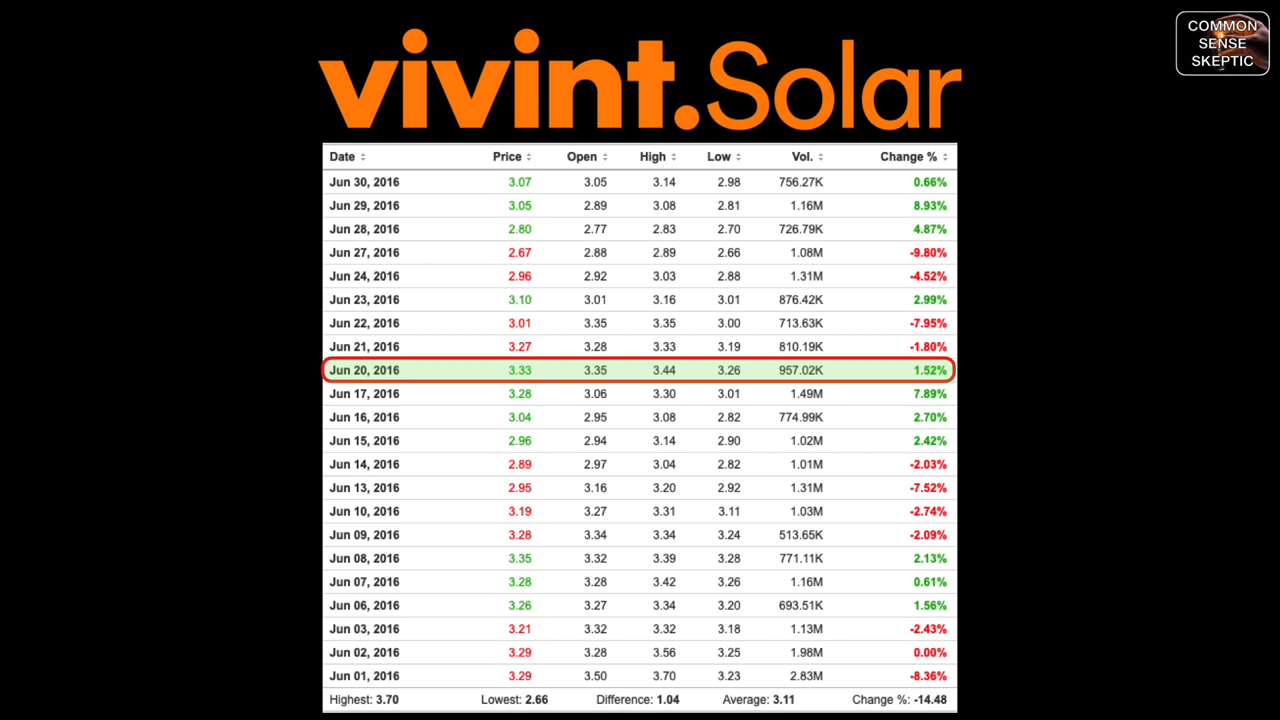 COMMON
SENSE
SKEPTIC
vivint.Solar
Date Price Open High Low Vol. Change %
Jun 30, 2016 3.07 3.05 3.14 2.98 756.27K 0.66%
Jun 29, 2016 3.05 2.89 3.08 2.81 1.16M 8.93%
Jun 28, 2016 2.80 2.77 2.83 2.70 726.79K 4.87%
Jun 27, 2016 2.67 2.88 2.89 2.66 1.08M -9.80%
Jun 24, 2016 2.96 2.92 3.03 2.88 1.31M -4.52%
Jun 23, 2016 3.10 3.01 3.16 3.01 876.42K 2.99%
Jun 22, 2016 3.01 3.35 3.35 3.00 713.63K -7.95%
Jun 21, 2016 3.27 3.28 3.33 3.19 810.19K -1.80%
Jun 20, 2016 3.33 3.35 3.44 3.26 957.02K 1.52%
Jun 17, 2016 3.28 3.06 3.30 3.01 1.49M 7.89%
Jun 16, 2016 3.04 2.95 3.08 2.82 774.99K 2.70%
Jun 15, 2016 2.96 2.94 3.14 2.90 1.02M 2.42%
Jun 14, 2016 2.89 2.97 3.04 2.82 1.01M -2.03%
Jun 13, 2016 2.95 3.16 3.20 2.92 1.31M -7.52%
Jun 10, 2016 3.19 3.27 3.31 3.11 1.03M -2.74%
Jun 09, 2016 3.28 3.34 3.34 3.24 513.65K -2.09%
Jun 08, 2016 3.35 3.32 3.39 3.28 771.11K 2.13%
Jun 07, 2016 3.28 3.28 3.42 3.26 1.16M 0.61%
Jun 06, 2016 3.26 3.27 3.34 3.20 693.51K 1.56%
Jun 03, 2016 3.21 3.32 3.32 3.18 1.13M -2.43%
Jun 02, 2016 3.29 3.28 3.56 3.25 1.98M 0.00%
Jun 01, 2016 3.29 3.50 3.70 3.23 2.83M -8.36%
Highest: 3.70 Lowest: 2.66 Difference: 1.04 Average: 3.11 Change %: -14.48